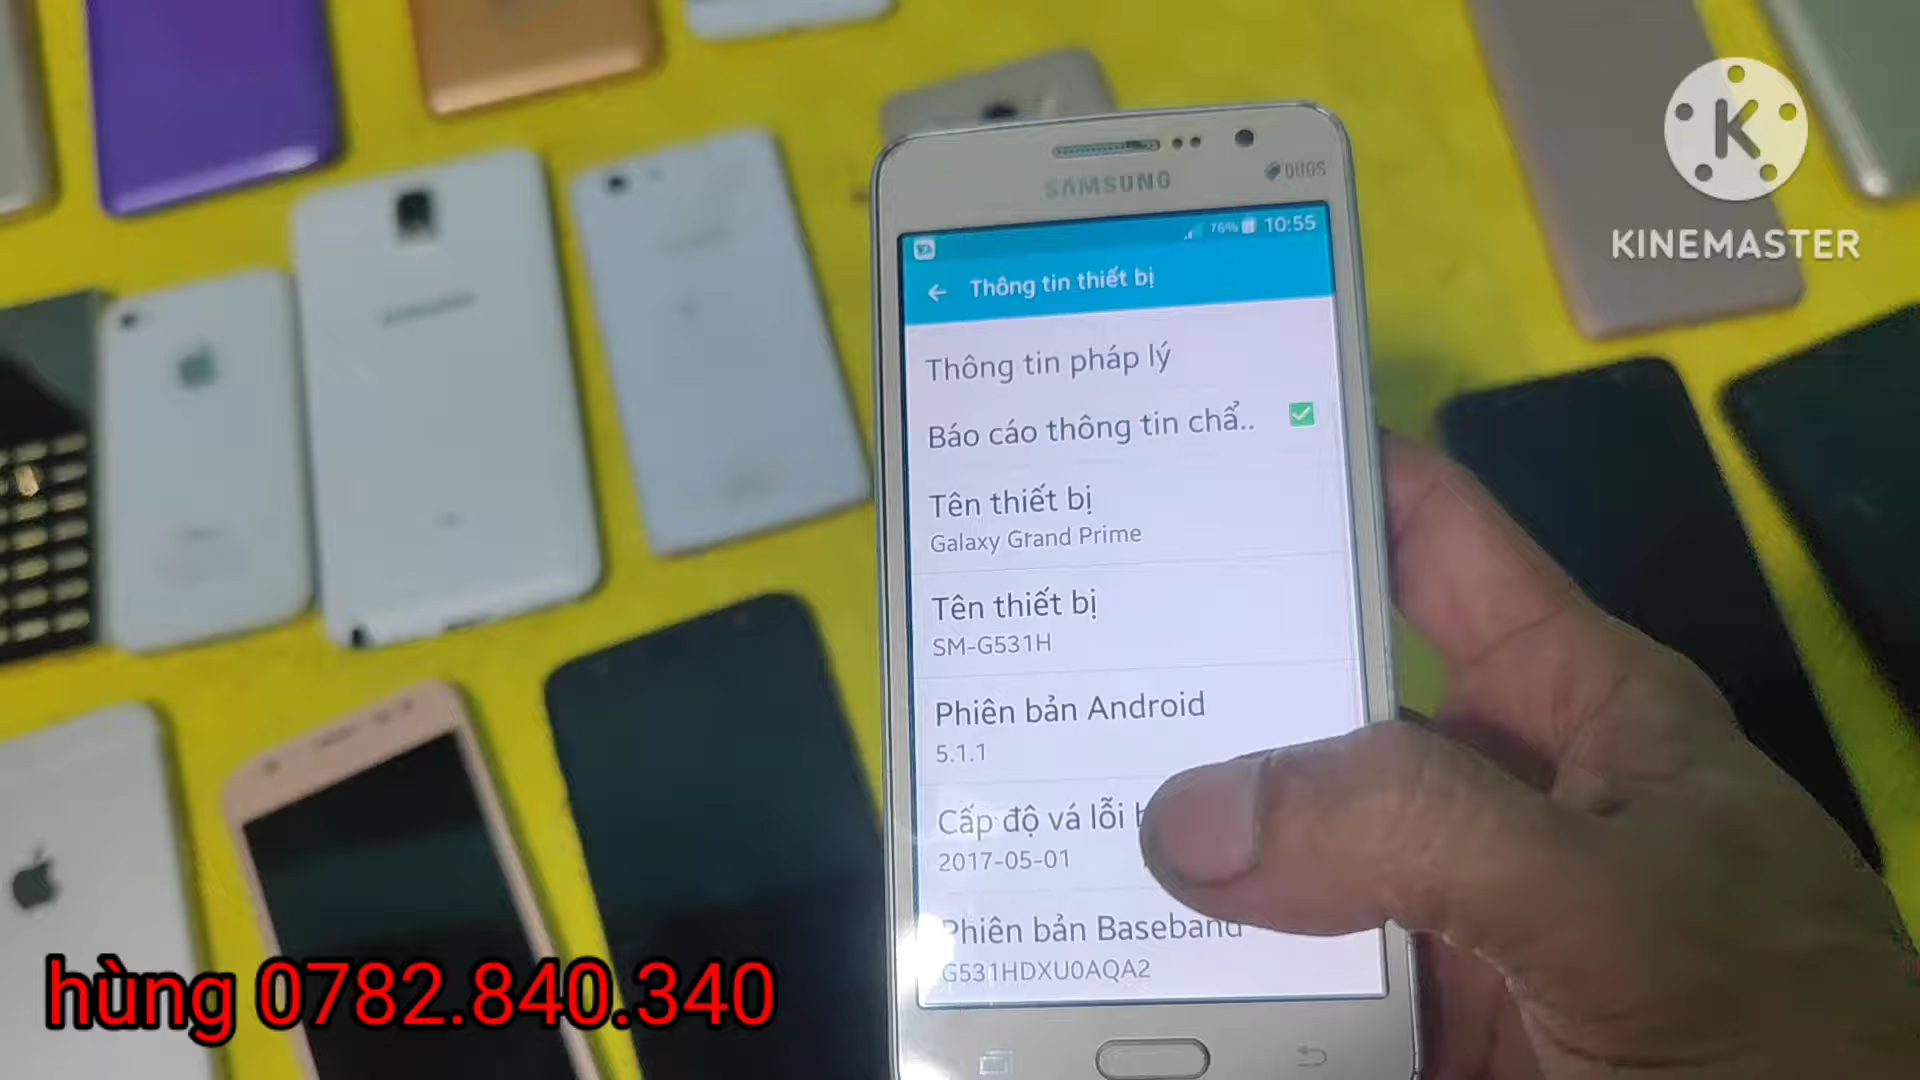 K
KINEMASTER
SAMSUNG
DUOS
76% 10:55
Thông tin thiết bị
Thông tin pháp lý
Báo cáo thông tin chẩ..
Tên thiết bị
Galaxy Grand Prime
Tên thiết bị
SM-G531H
Phiên bản Android
5.1.1
Cấp độ vá lỗi
2017-05-01
Phiên bản Baseband
G531HDXU0AQA2
hùng 0782.840.340